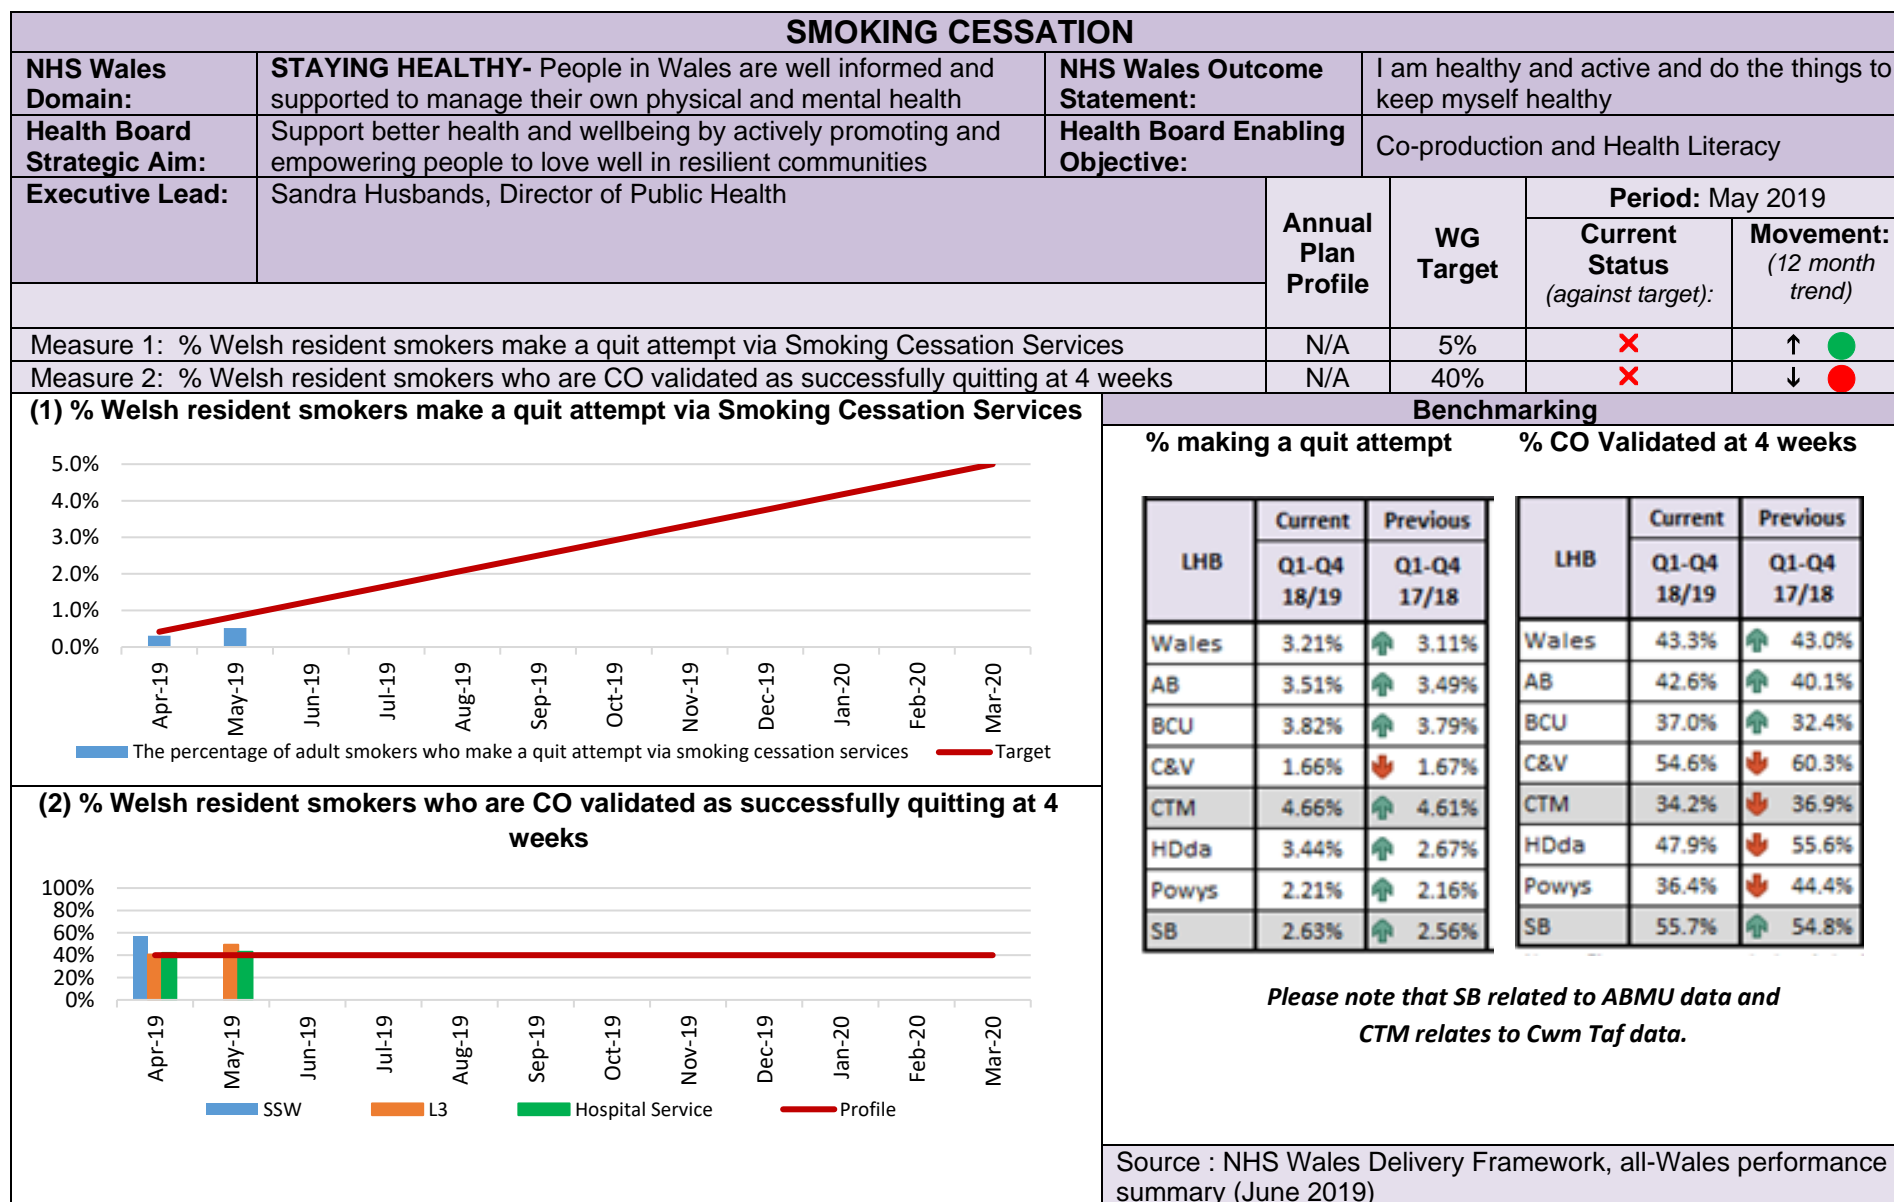 SMOKING CESSATION
NHS Wales Domain:
STAYING HEALTHY- People in Wales are well informed and
supported to manage their own physical and mental health
NHS Wales Outcome
Statement:
I am healthy and active and do the things to
keep myself healthy
Health Board
Strategic Aim:
Support better health and wellbeing by actively promoting and
empowering people to love well in resilient communities
Health Board Enabling
Objective:
Co-production and Health Literacy
Executive Lead:
Sandra Husbands, Director of Public Health
Annual
Plan
Profile
WG
Target
Period: May 2019
Current
Status
(against target):
Movement:
(12 month
trend)
Measure 1: % Welsh resident smokers make a quit attempt via Smoking Cessation Services N/A 5% ✕ ↑
Measure 2: % Welsh resident smokers who are CO validated as successfully quitting at 4 weeks N/A 40% ✕ ↓
(1) % Welsh resident smokers make a quit attempt via Smoking Cessation Services
5.0%
4.0%
3.0%
2.0%
1.0%
0.0%
Apr-19 May-19 Jun-19 Jul-19 Aug-19 Sep-19 Oct-19 Nov-19 Dec-19 Jan-20 Feb-20 Mar-20
The percentage of adult smokers who make a quit attempt via smoking cessation services Target
(2) % Welsh resident smokers who are CO validated as successfully quitting at 4
weeks
100%
80%
60%
40%
20%
0%
Apr-19 May-19 Jun-19 Jul-19 Aug-19 Sep-19 Oct-19 Nov-19 Dec-19 Jan-20 Feb-20 Mar-20
SSW L3 Hospital Service Profile
Benchmarking
% making a quit attempt
LHB Current Previous
Q1-Q4 18/19 Q1-Q4 17/18
Wales 3.21% 3.11%
AB 3.51% 3.49%
BCU 3.82% 3.79%
C&V 1.66% 1.67%
CTM 4.66% 4.61%
HDda 3.44% 2.67%
Powys 2.21% 2.16%
SB 2.63% 2.56%
% CO Validated at 4 weeks
LHB Current Previous
Q1-Q4 18/19 Q1-Q4 17/18
Wales 43.3% 43.0%
AB 42.6% 40.1%
BCU 37.0% 32.4%
C&V 54.6% 60.3%
CTM 34.2% 36.9%
HDda 47.9% 55.6%
Powys 36.4% 44.4%
SB 55.7% 54.8%
Please note that SB related to ABMU data and
CTM relates to Cwm Taf data.
Source : NHS Wales Delivery Framework, all-Wales performance
summary (June 2019)